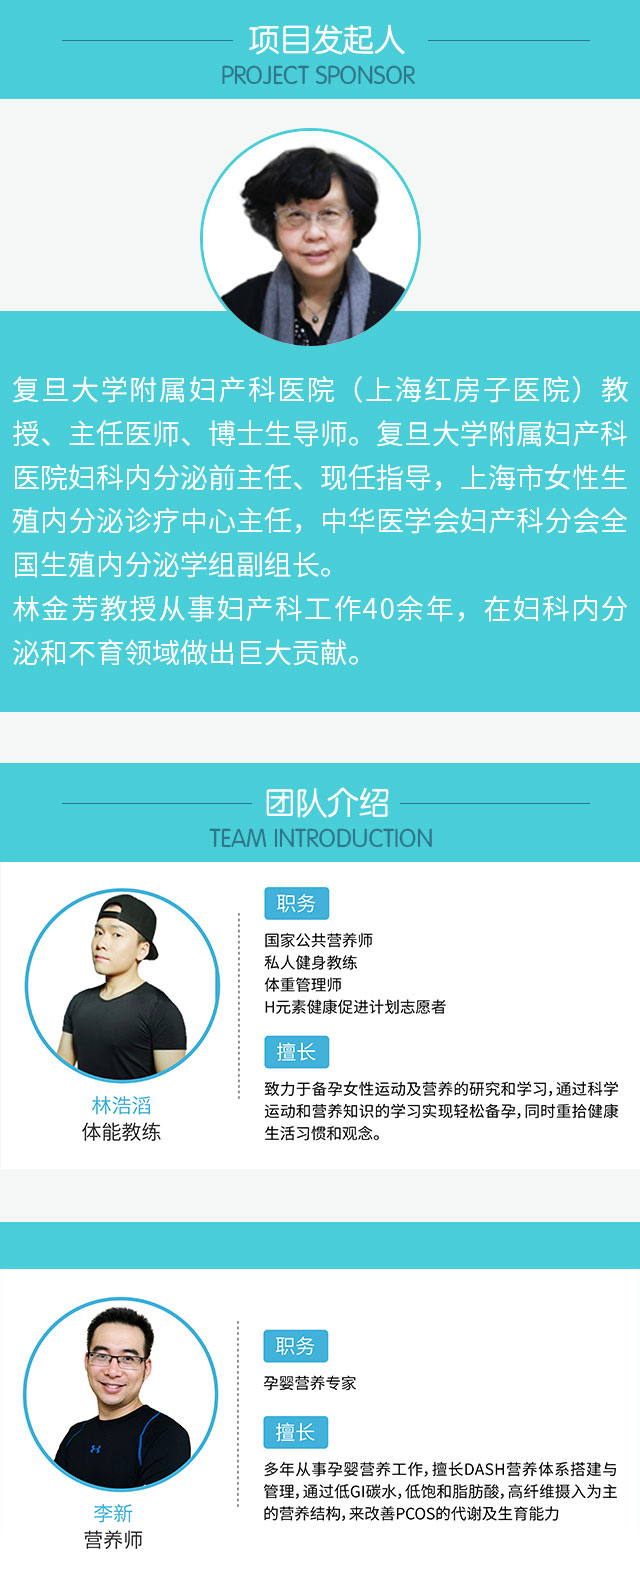 项目发起人
PROJECT SPONSOR
复旦大学附属妇产科医院（上海红房子医院）教
授、主任医师、博士生导师。复旦大学附属妇产科
医院妇科内分泌前主任、现任指导，上海市女性生
殖内分泌诊疗中心主任，中华医学会妇产科分会全
国生殖内分泌学组副组长。
林金芳教授从事妇产科工作40余年，在妇科内分
泌和不育领域做出巨大贡献。
团队介绍
TEAM INTRODUCTION
职务
国家公共营养师
私人健身教练
体重管理师
H元素健康促进计划志愿者
擅长
致力于备孕女性运动及营养的研究和学习，通过科学
运动和营养知识的学习实现轻松备孕，同时重拾健康
生活习惯和观念。
林浩滔
体能教练
职务
孕婴营养专家
擅长
多年从事孕婴营养工作，擅长DASH营养体系搭建与
管理，通过低GI碳水，低饱和脂肪酸，高纤维摄入为主
的营养结构，来改善PCOS的代谢及生育能力
李新
营养师